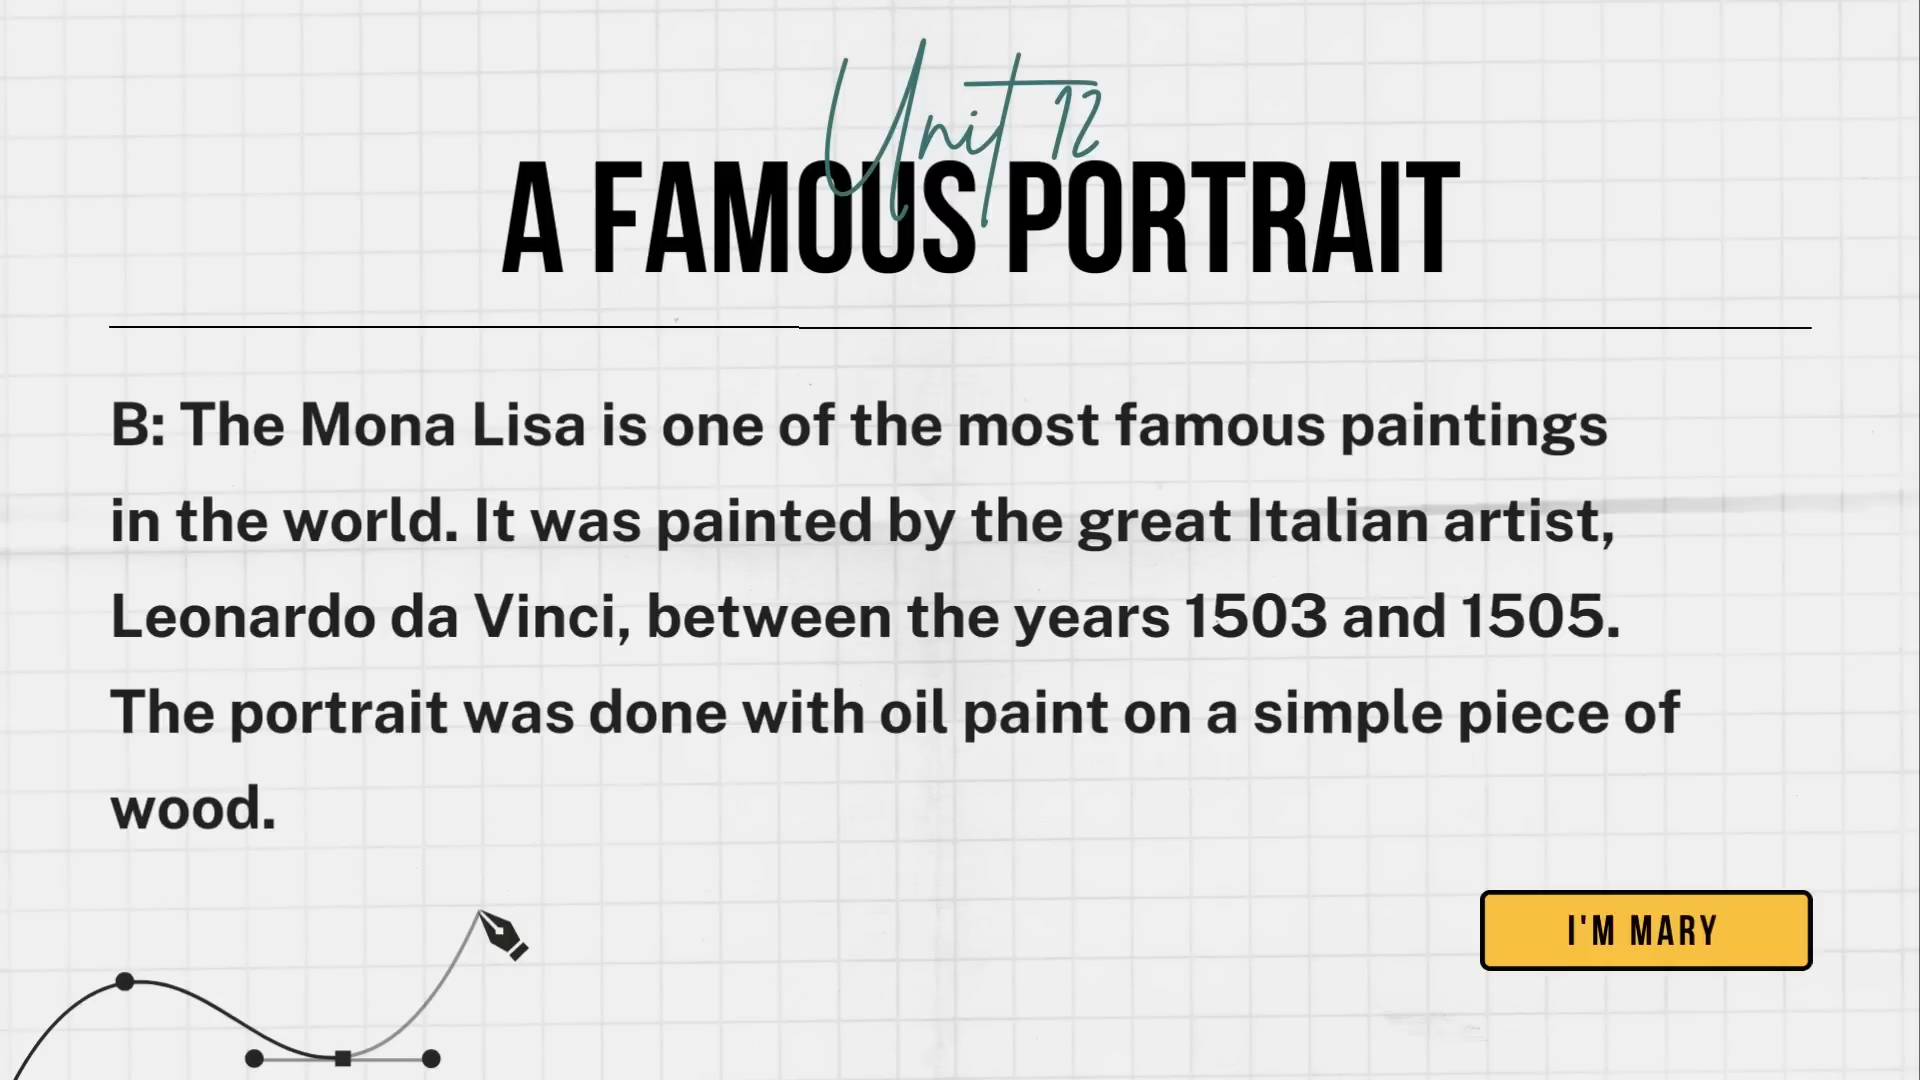 Unit 12
A FAMOUS PORTRAIT
B: The Mona Lisa is one of the most famous paintings
in the world. It was painted by the great Italian artist,
Leonardo da Vinci, between the years 1503 and 1505.
The portrait was done with oil paint on a simple piece of
wood.
I'M MARY